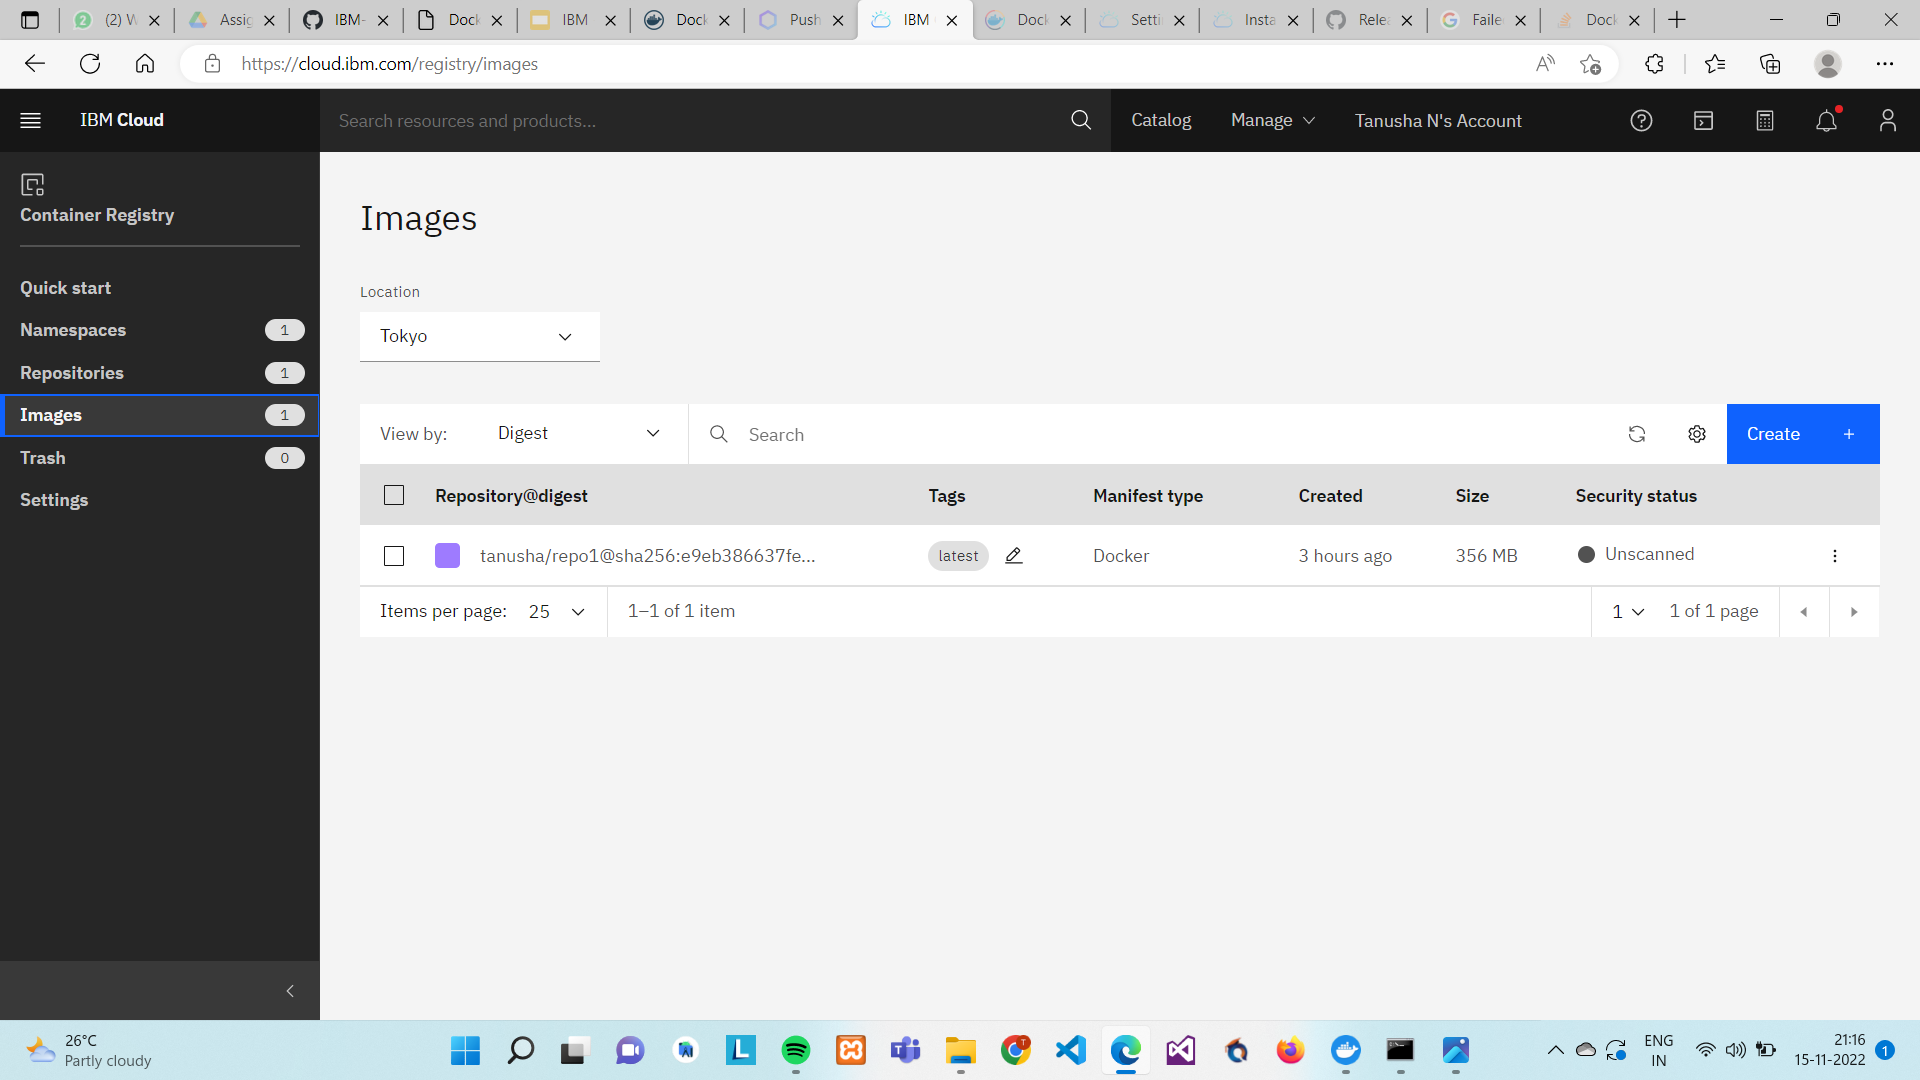 (2) W
Assig
IBM-
Dock
IBM
Dock
Push
IBM
Dock
Setti
Insta
Relea
Failed
Dock
https://cloud.ibm.com/registry/images
IBM Cloud
Search resources and products...
Catalog
Manage
Tanusha N's Account
Container Registry
Quick start
Namespaces 1
Repositories 1
Images 1
Trash 0
Settings
Images
Location
Tokyo
View by: Digest
Search
Create +
Repository@digest Tags Manifest type Created Size Security status
tanusha/repo1@sha256:e9eb386637fe... latest Docker 3 hours ago 356 MB Unscanned
Items per page: 25 1–1 of 1 item 1 1 of 1 page
26°C
Partly cloudy
ENG
IN
21:16
15-11-2022
1